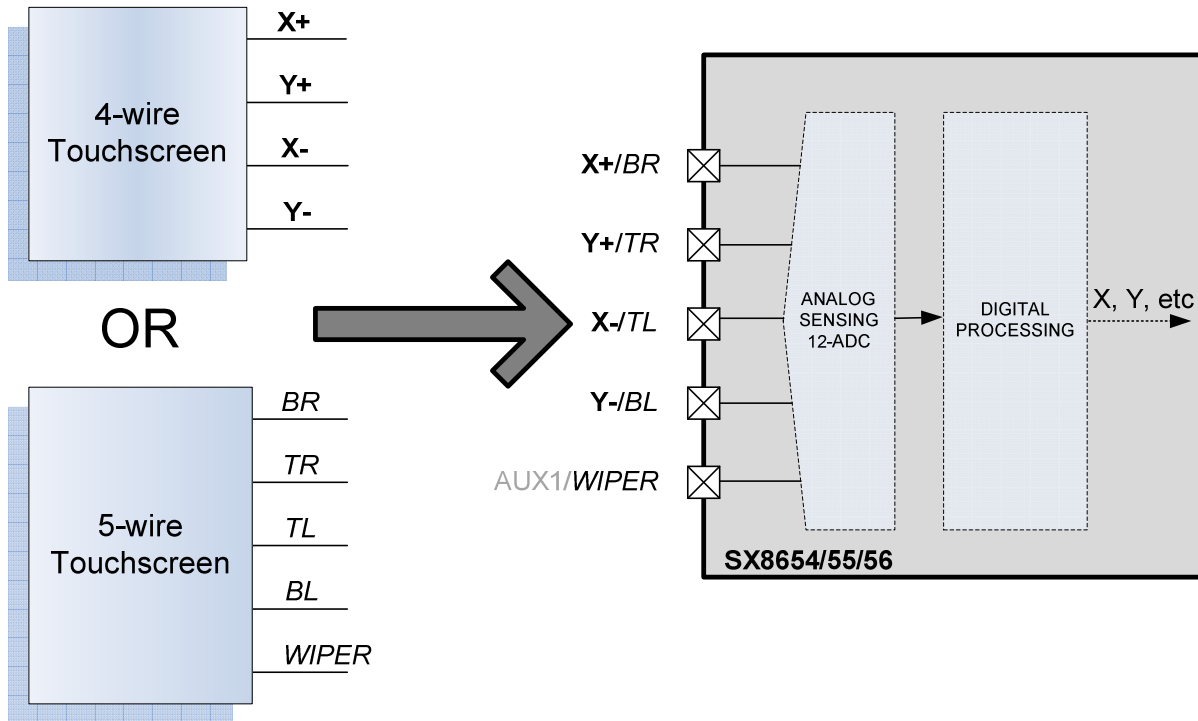 X+
Y+
X-
Y-
4-wire
Touchscreen
OR
BR
TR
TL
BL
WIPER
5-wire
Touchscreen
X+/BR
Y+/TR
X-/TL
Y-/BL
AUX1/WIPER
ANALOG
SENSING
12-ADC
DIGITAL
PROCESSING
X, Y, etc
SX8654/55/56